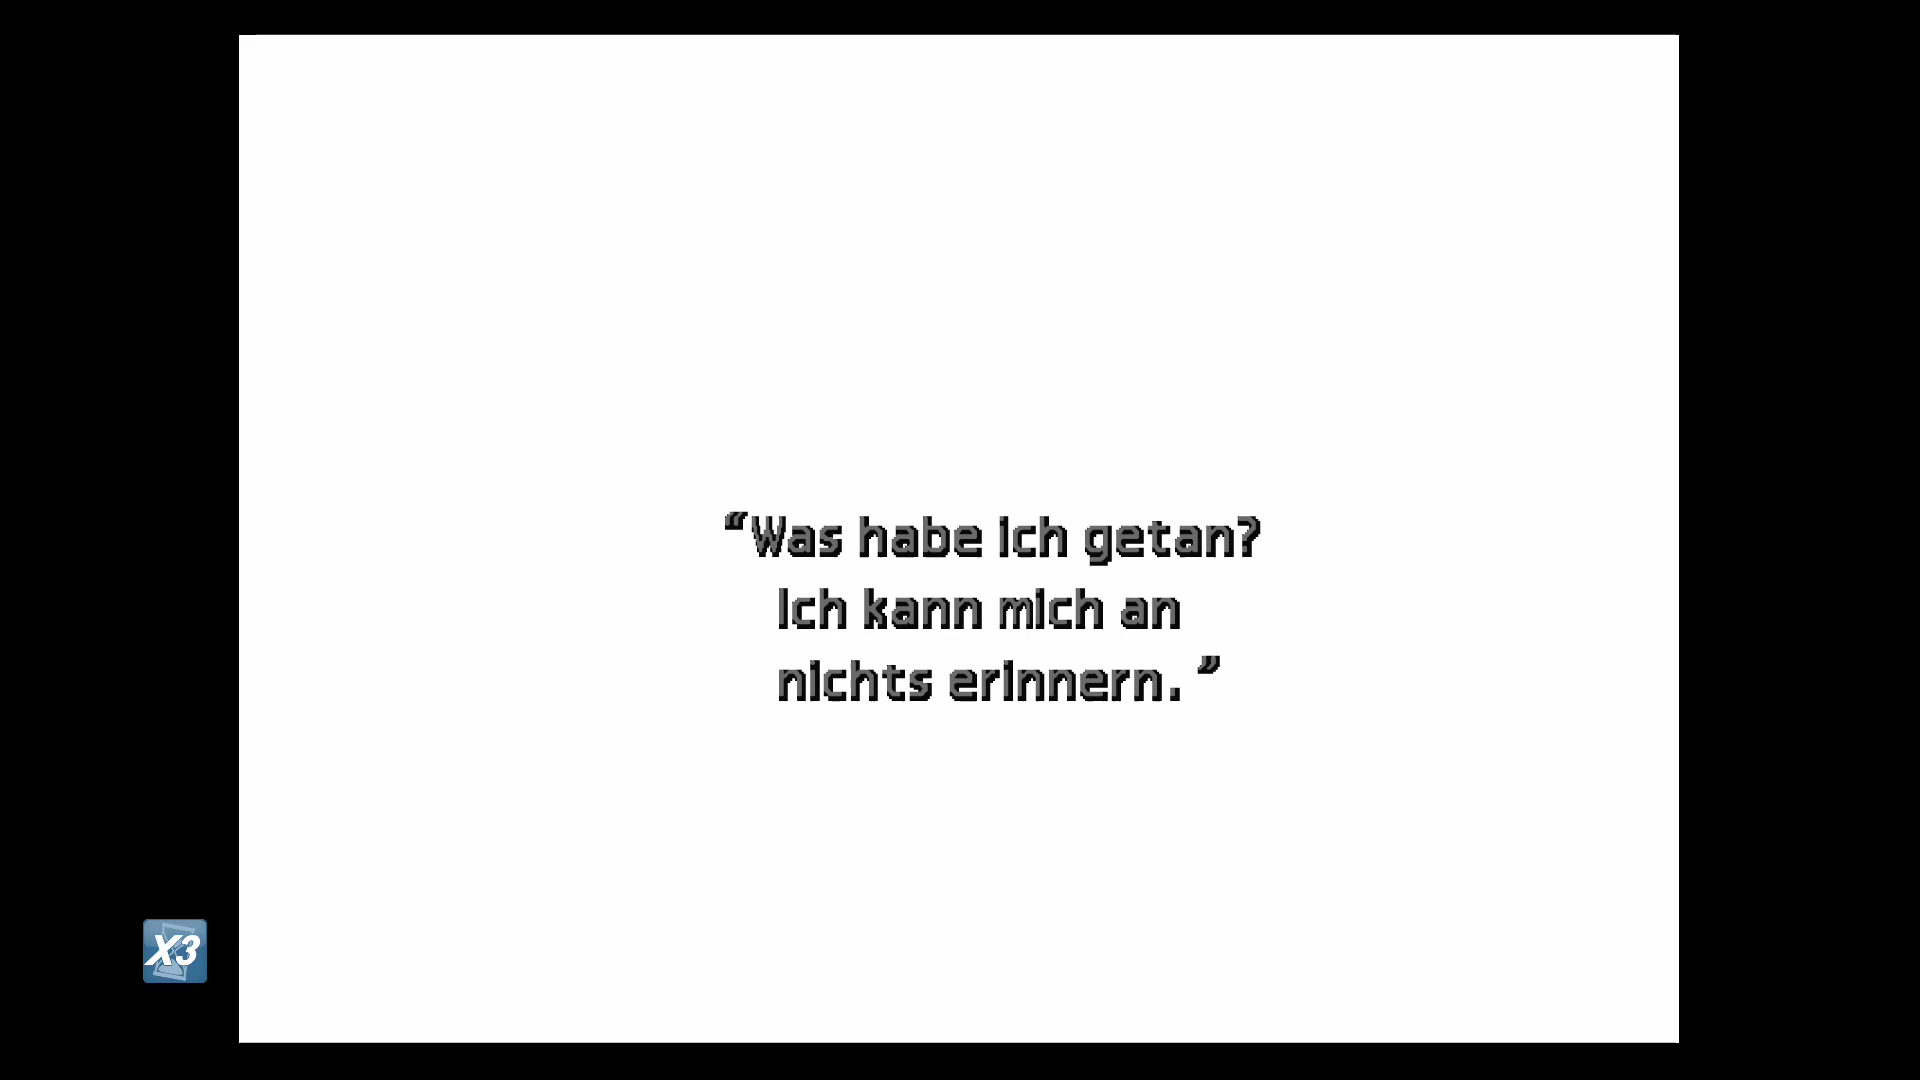 “Was habe ich getan?
Ich kann mich an
nichts erinnern.”
X3